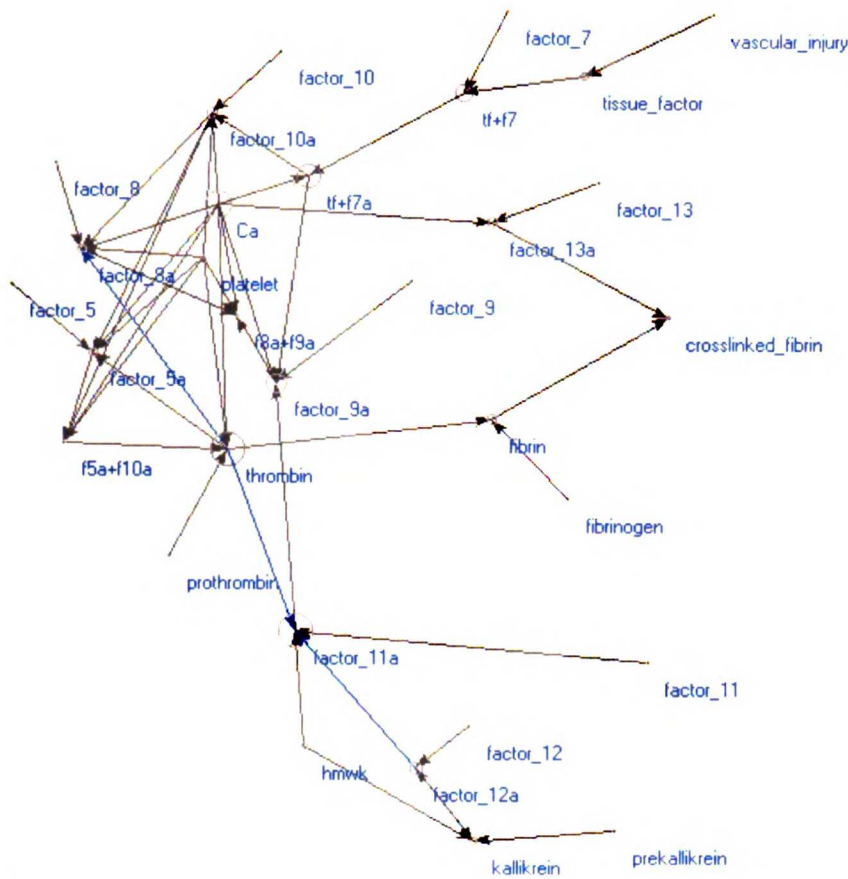 factor_7
vascular_injury
factor_10
tissue_factor
tf+f7
factor_10a
factor_8
tf+f7a
factor_13
Ca
factor_13a
factor_8a
platelet
factor_5
factor_9
f8a+f9a
crosslinked_fibrin
factor_5a
factor_9a
fibrin
f5a+f10a
thrombin
fibrinogen
prothrombin
factor_11a
factor_11
factor_12
hmwk
factor_12a
prekallikrein
kallikrein